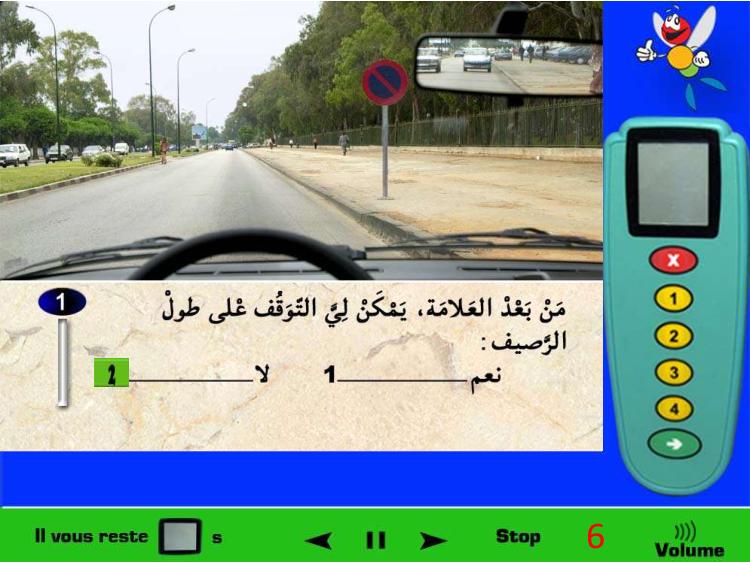 1
مَنْ بَعْدْ العَلامَة، يَمْكَنْ لِيَّ التَّوَقُف عْلى طولْ
الرَّصيف:
نعم 1 لا 2
X
1
2
3
4
Il vous reste s Stop 6 Volume